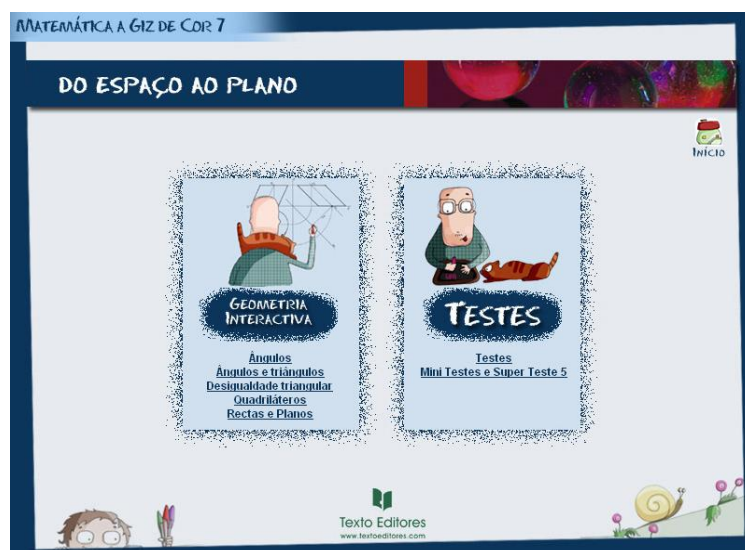 MATEMÁTICA A GIZ DE COR 7
DO ESPAÇO AO PLANO
INÍCIO
GEOMETRIA
INTERACTIVA
Ângulos
Ângulos e triângulos
Desigualdade triangular
Quadriláteros
Rectas e Planos
TESTES
Testes
Mini Testes e Super Teste 5
Texto Editores
www.textoeditores.com